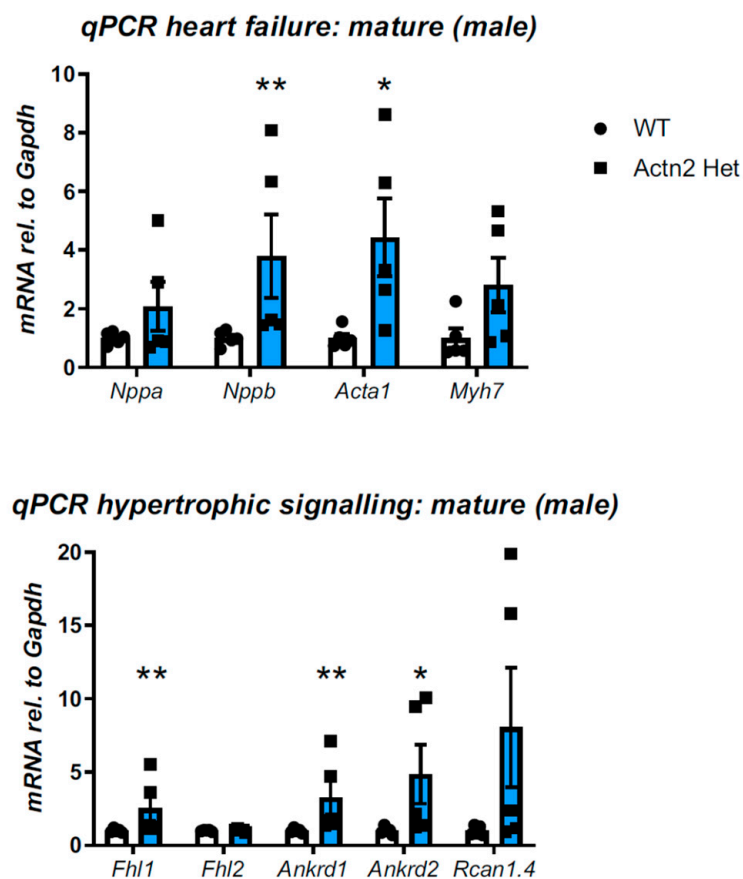 qPCR heart failure: mature (male)
mRNA rel. to Gapdh
10
8
6
4
2
0
** *
Nppa Nppb Acta1 Myh7
WT
Actn2 Het
qPCR hypertrophic signalling: mature (male)
mRNA rel. to Gapdh
20
15
10
5
0
** ** *
Fhl1 Fhl2 Ankrd1 Ankrd2 Rcan1.4